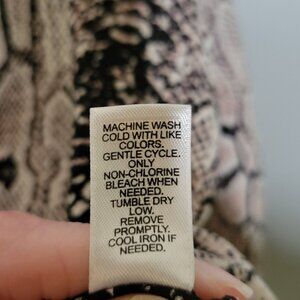 MACHINE WASH
COLD WITH LIKE
COLORS.
GENTLE CYCLE.
ONLY
NON-CHLORINE
BLEACH WHEN
NEEDED.
TUMBLE DRY
LOW.
REMOVE
PROMPTLY.
COOL IRON IF
NEEDED.